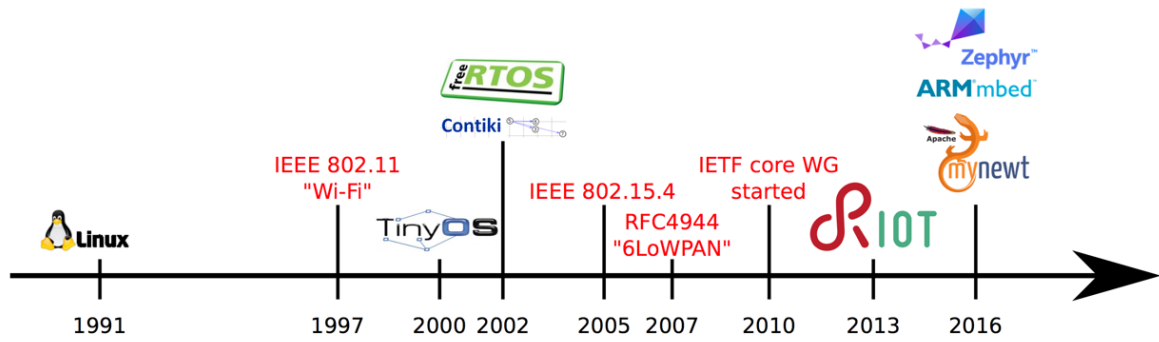 Zephyr™
ARM®mbed™
free RTOS
Contiki
Apache
mynewt
IEEE 802.11
"Wi-Fi"
IETF core WG
started
IEEE 802.15.4
RFC4944
"6LoWPAN"
Linux
TinyOS
RIOT
1991
1997
2000
2002
2005
2007
2010
2013
2016